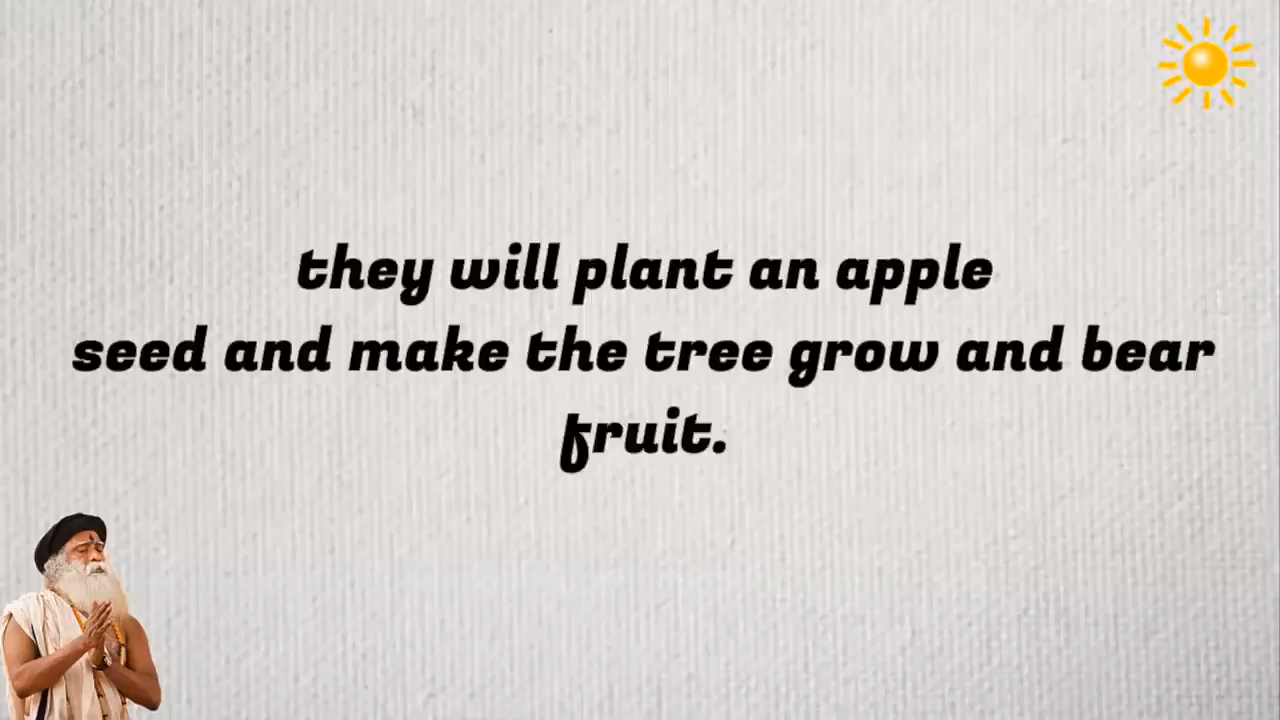 they will plant an apple
seed and make the tree grow and bear
fruit.